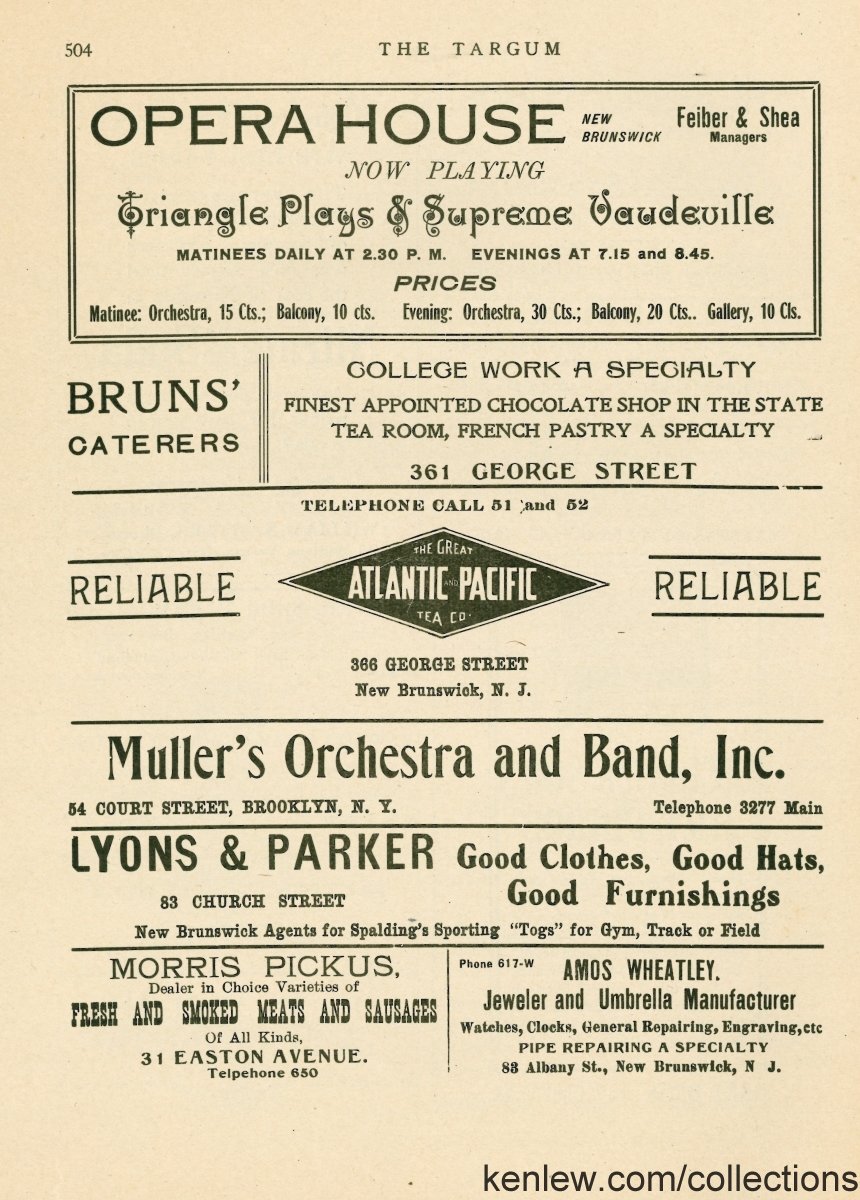 504
THE TARGUM
OPERA HOUSE
NEW
BRUNSWICK
Feiber & Shea
Managers
NOW PLAYING
Triangle Plays & Supreme Vaudeville
MATINEES DAILY AT 2.30 P. M. EVENINGS AT 7.15 and 8.45.
PRICES
Matinee: Orchestra, 15 Cts.; Balcony, 10 cts. Evening: Orchestra, 30 Cts.; Balcony, 20 Cts.. Gallery, 10 Cls.
BRUNS'
CATERERS
COLLEGE WORK A SPECIALTY
FINEST APPOINTED CHOCOLATE SHOP IN THE STATE
TEA ROOM, FRENCH PASTRY A SPECIALTY
361 GEORGE STREET
TELEPHONE CALL 51 and 52
RELIABLE
THE GREAT
ATLANTIC AND PACIFIC
TEA CO.
RELIABLE
366 GEORGE STREET
New Brunswick, N. J.
Muller's Orchestra and Band, Inc.
54 COURT STREET, BROOKLYN, N. Y.
Telephone 3277 Main
LYONS & PARKER
83 CHURCH STREET
Good Clothes, Good Hats,
Good Furnishings
New Brunswick Agents for Spalding's Sporting "Togs" for Gym, Track or Field
MORRIS PICKUS,
Dealer in Choice Varieties of
FRESH AND SMOKED MEATS AND SAUSAGES
Of All Kinds,
31 EASTON AVENUE.
Telpehone 650
Phone 617-W
AMOS WHEATLEY.
Jeweler and Umbrella Manufacturer
Watches, Clocks, General Repairing, Engraving, etc
PIPE REPAIRING A SPECIALTY
83 Albany St., New Brunswick, N J.
kenlew.com/collections